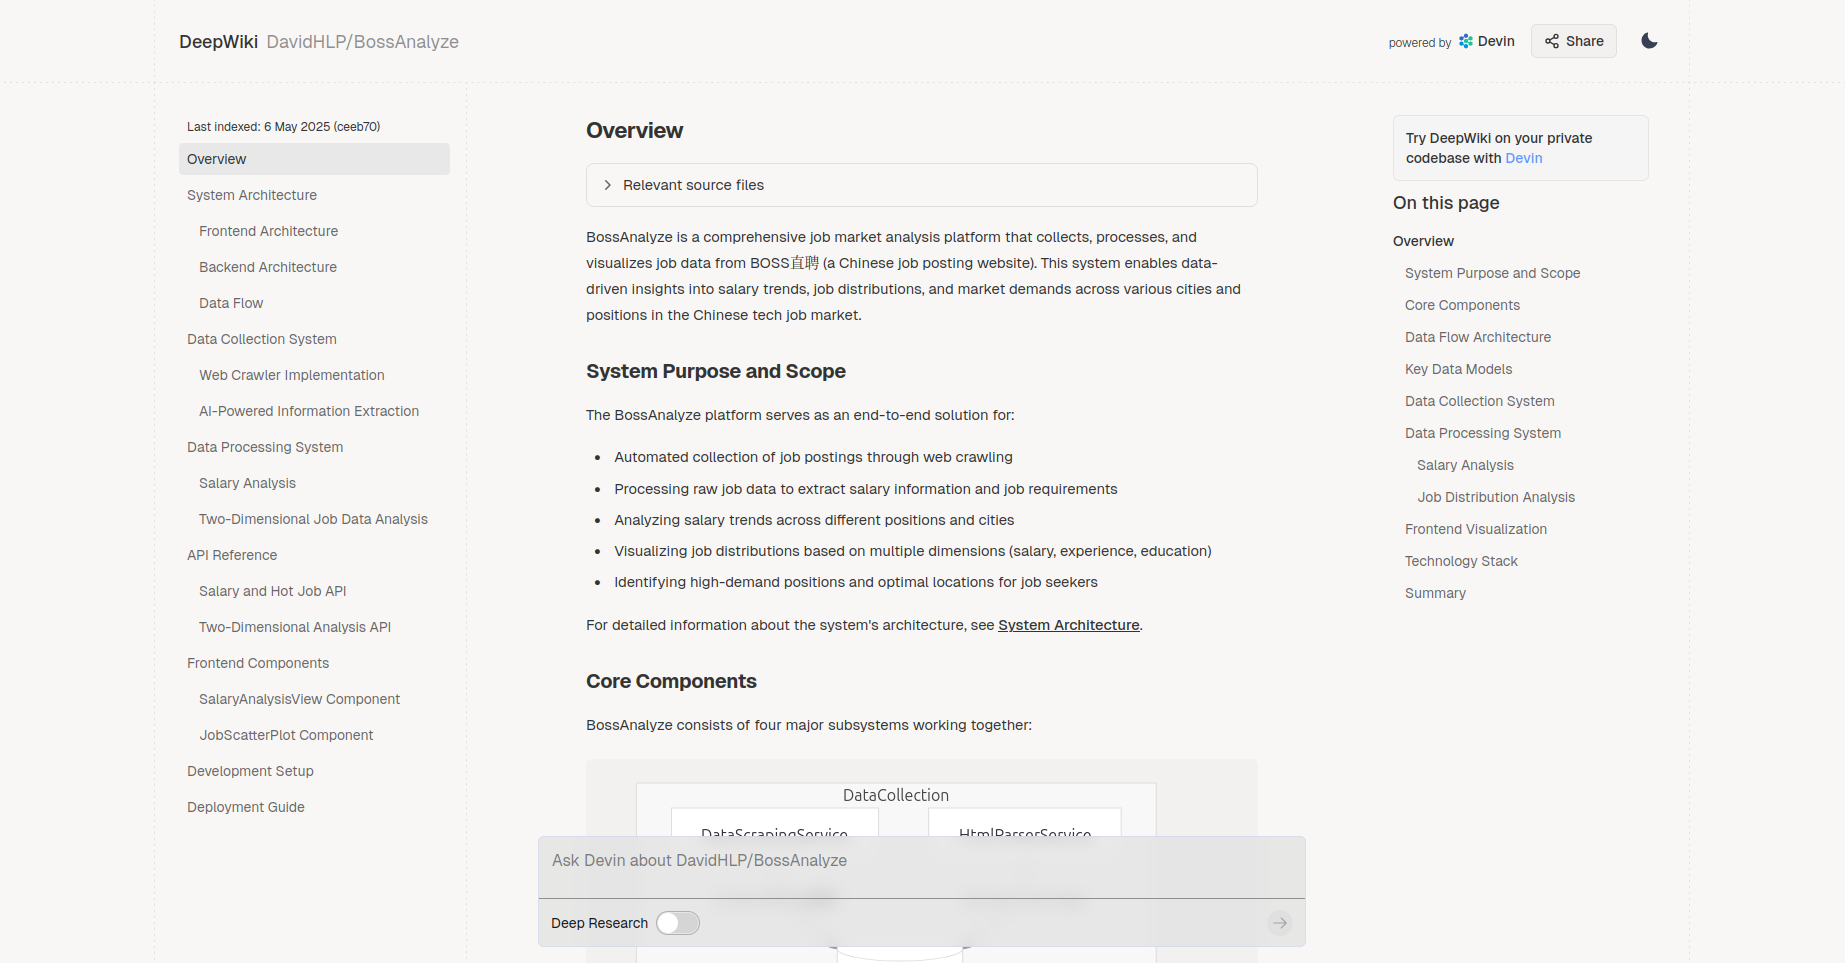 DeepWiki DavidHLP/BossAnalyze
powered by Devin
Share
Last indexed: 6 May 2025 (ceeb70)
Overview
System Architecture
Frontend Architecture
Backend Architecture
Data Flow
Data Collection System
Web Crawler Implementation
AI-Powered Information Extraction
Data Processing System
Salary Analysis
Two-Dimensional Job Data Analysis
API Reference
Salary and Hot Job API
Two-Dimensional Analysis API
Frontend Components
SalaryAnalysisView Component
JobScatterPlot Component
Development Setup
Deployment Guide
Overview
Relevant source files
BossAnalyze is a comprehensive job market analysis platform that collects, processes, and
visualizes job data from BOSS直聘 (a Chinese job posting website). This system enables data-
driven insights into salary trends, job distributions, and market demands across various cities and
positions in the Chinese tech job market.
System Purpose and Scope
The BossAnalyze platform serves as an end-to-end solution for:
• Automated collection of job postings through web crawling
• Processing raw job data to extract salary information and job requirements
• Analyzing salary trends across different positions and cities
• Visualizing job distributions based on multiple dimensions (salary, experience, education)
• Identifying high-demand positions and optimal locations for job seekers
For detailed information about the system's architecture, see System Architecture.
Core Components
BossAnalyze consists of four major subsystems working together:
DataCollection
DataScrapingService
HtmlParserService
Ask Devin about DavidHLP/BossAnalyze
Deep Research
Try DeepWiki on your private
codebase with Devin
On this page
Overview
System Purpose and Scope
Core Components
Data Flow Architecture
Key Data Models
Data Collection System
Data Processing System
Salary Analysis
Job Distribution Analysis
Frontend Visualization
Technology Stack
Summary